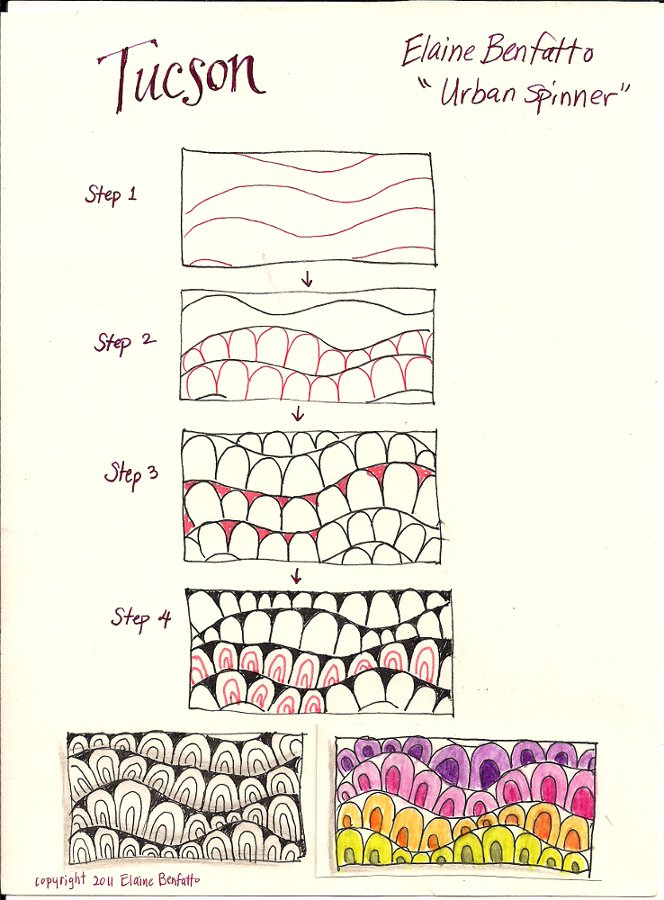 Tucson
Elaine Benfatto
"Urban Spinner"
Step 1
Step 2
Step 3
Step 4
copyright 2011 Elaine Benfatto